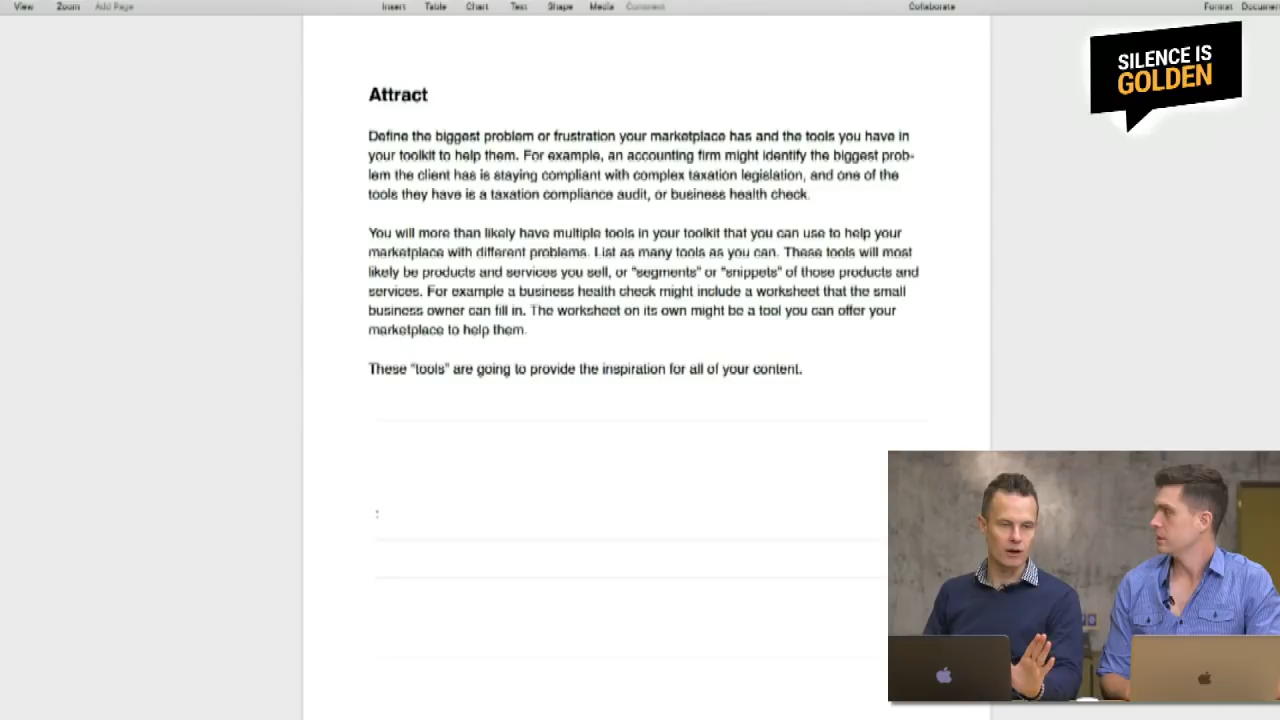 View Zoom Add Page Insert Table Chart Text Shape Media Comment Collaborate Format
SILENCE IS
GOLDEN
Attract
Define the biggest problem or frustration your marketplace has and the tools you have in
your toolkit to help them. For example, an accounting firm might identify the biggest prob-
lem the client has is staying compliant with complex taxation legislation, and one of the
tools they have is a taxation compliance audit, or business health check.
You will more than likely have multiple tools in your toolkit that you can use to help your
marketplace with different problems. List as many tools as you can. These tools will most
likely be products and services you sell, or “segments” or “snippets” of those products and
services. For example a business health check might include a worksheet that the small
business owner can fill in. The worksheet on its own might be a tool you can offer your
marketplace to help them.
These “tools” are going to provide the inspiration for all of your content.